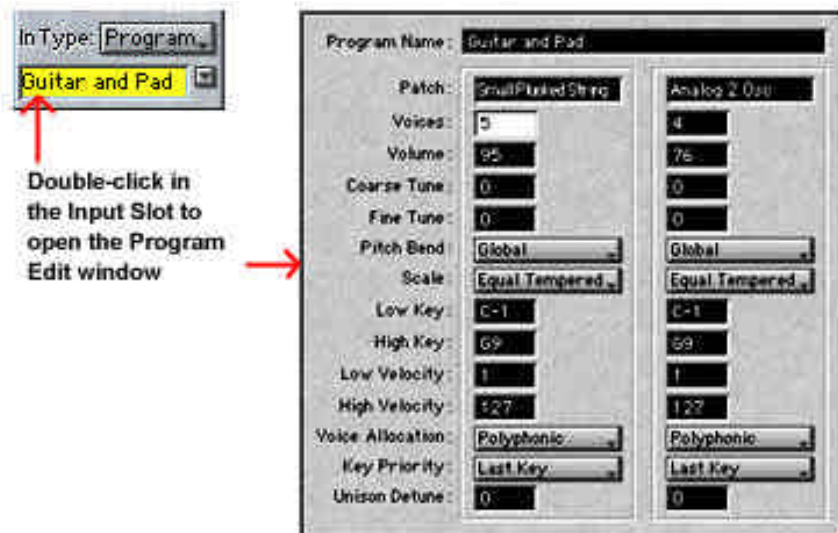 In Type: Program
Guitar and Pad
Double-click in
the Input Slot to
open the Program
Edit window
Program Name: Guitar and Pad
Patch: Small Plucked String Analog 2 Osc
Voices: 5 4
Volume: 95 76
Coarse Tune: 0 0
Fine Tune: 0 0
Pitch Bend: Global Global
Scale: Equal Tempered Equal Tempered
Low Key: C-1 C-1
High Key: G9 G9
Low Velocity: 1 1
High Velocity: 127 127
Voice Allocation: Polyphonic Polyphonic
Key Priority: Last Key Last Key
Unison Detune: 0 0